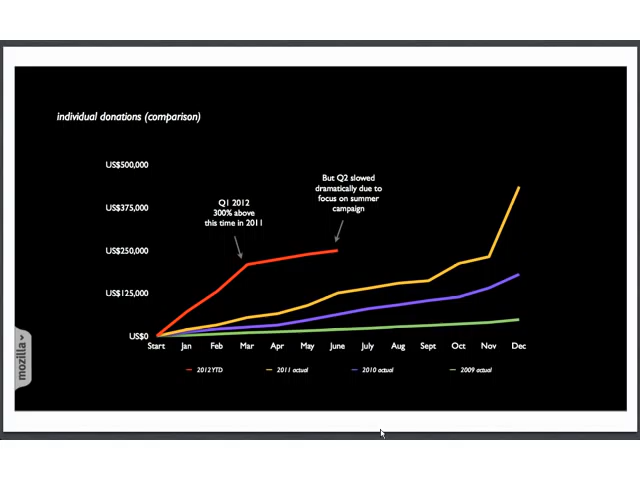 individual donations (comparison)
US$500,000
But Q2 slowed
dramatically due to
focus on summer
campaign
Q1 2012
300% above
this time in 2011
US$375,000
US$250,000
US$125,000
US$0
Start Jan Feb Mar Apr May June July Aug Sept Oct Nov Dec
2012 YTD 2011 actual 2010 actual 2009 actual
mozilla